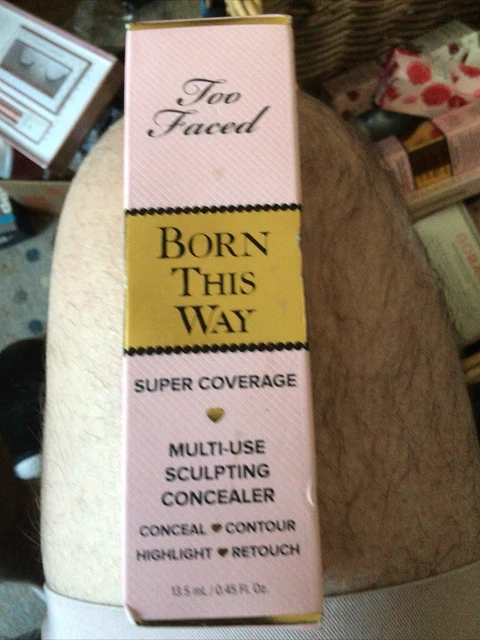 Too
Faced
BORN
THIS
WAY
SUPER COVERAGE
MULTI-USE
SCULPTING
CONCEALER
CONCEAL ♥ CONTOUR
HIGHLIGHT ♥ RETOUCH
13.5 mL / 0.45 Fl. Oz.